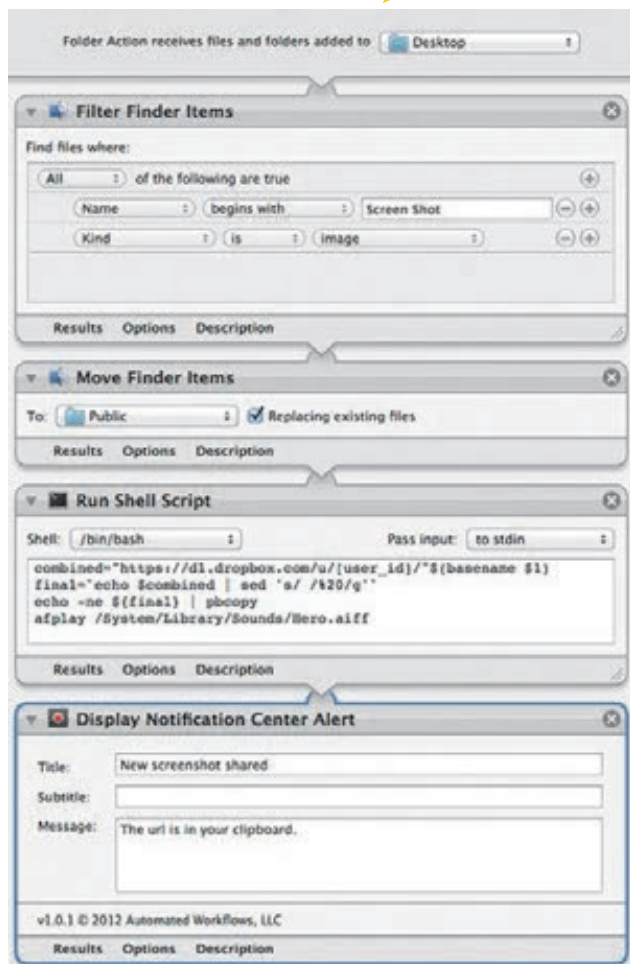 Folder Action receives files and folders added to Desktop
Filter Finder Items
Find files where:
All of the following are true
Name begins with Screen Shot
Kind is image
Results Options Description
Move Finder Items
To: Public Replacing existing files
Results Options Description
Run Shell Script
Shell: /bin/bash Pass input: to stdin
combined="https://dl.dropbox.com/u/[user_id]/"$(basename $1)
final=`echo $combined | sed 's/ /%20/g'`
echo -ne ${final} | pbcopy
afplay /System/Library/Sounds/Hero.aiff
Results Options Description
Display Notification Center Alert
Title: New screenshot shared
Subtitle:
Message: The url is in your clipboard.
v1.0.1 © 2012 Automated Workflows, LLC
Results Options Description